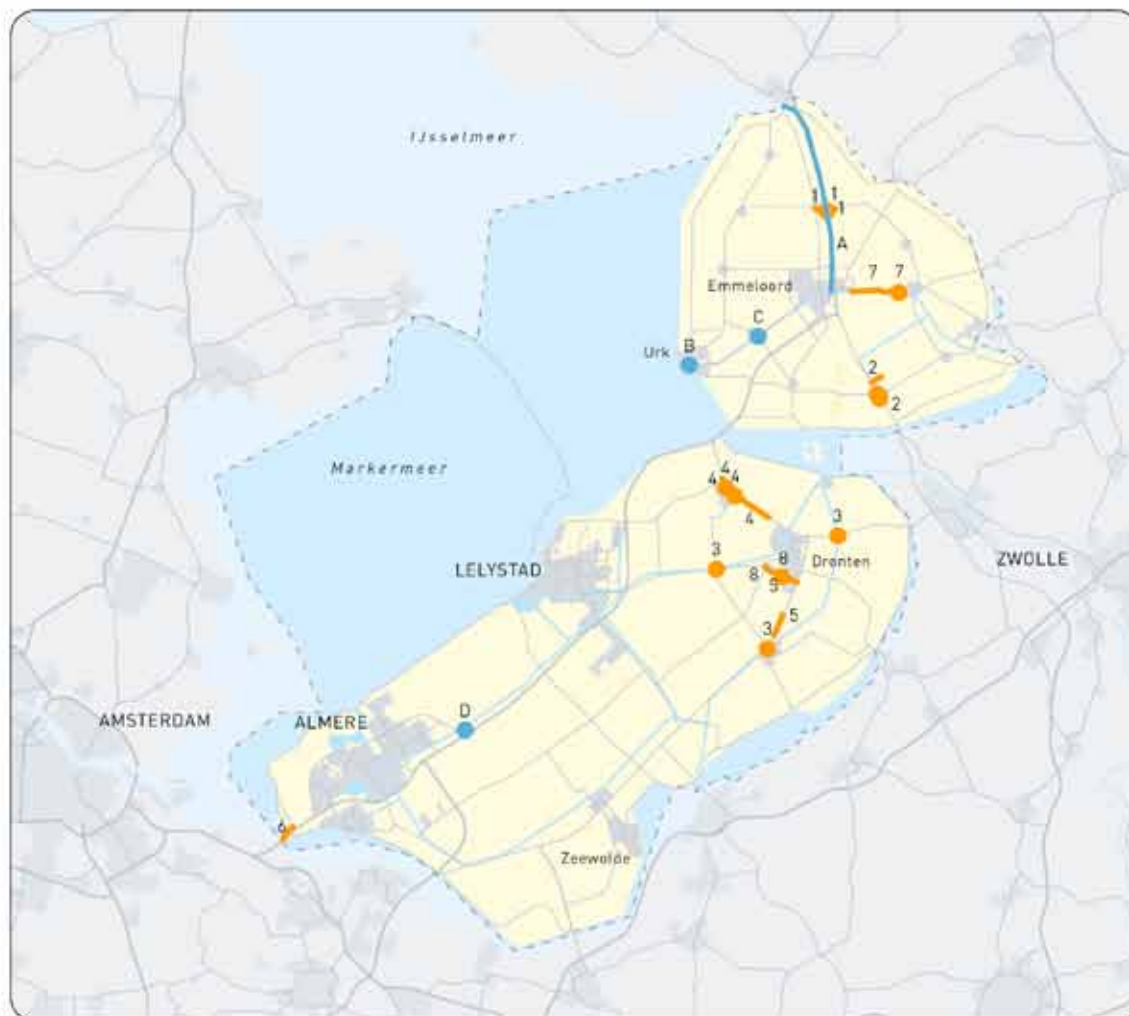 IJsselmeer
1
1
1
A
Emmeloord
7
7
C
B
Urk
2
2
Markermeer
4
4
4
4
3
3
ZWOLLE
LELYSTAD
Dronten
8
8
5
5
3
D
AMSTERDAM
ALMERE
6
Zeewolde